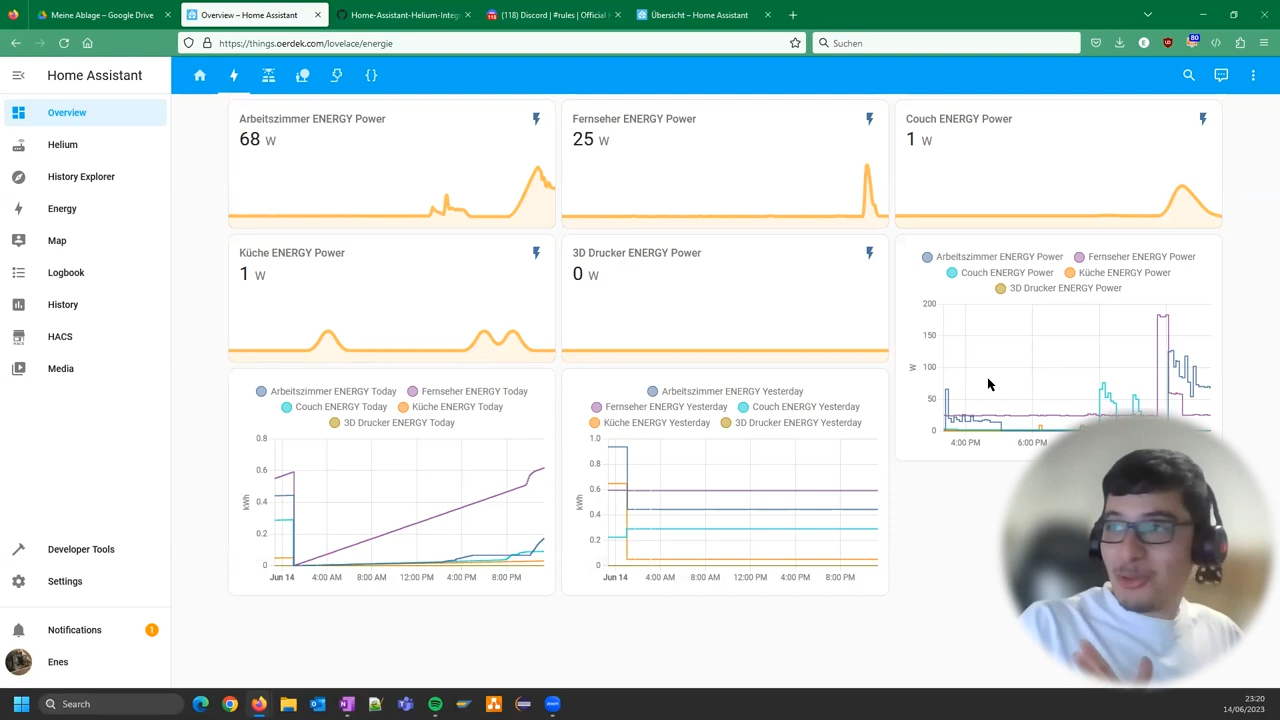 Meine Ablage – Google Drive
Overview – Home Assistant
Home-Assistant-Helium-Integ
(118) Discord | #rules | Official H
Übersicht – Home Assistant
https://things.oerdek.com/lovelace/energie
Suchen
80
Home Assistant
Overview
Helium
History Explorer
Energy
Map
Logbook
History
HACS
Media
Developer Tools
Settings
Notifications
1
Enes
Arbeitszimmer ENERGY Power
68 W
Fernseher ENERGY Power
25 W
Couch ENERGY Power
1 W
Küche ENERGY Power
1 W
3D Drucker ENERGY Power
0 W
Arbeitszimmer ENERGY Power
Fernseher ENERGY Power
Couch ENERGY Power
Küche ENERGY Power
3D Drucker ENERGY Power
200
150
W
100
50
0
4:00 PM
6:00 PM
Arbeitszimmer ENERGY Today
Fernseher ENERGY Today
Couch ENERGY Today
Küche ENERGY Today
3D Drucker ENERGY Today
0.8
0.6
kWh
0.4
0.2
0
Jun 14
4:00 AM
8:00 AM
12:00 PM
4:00 PM
8:00 PM
Arbeitszimmer ENERGY Yesterday
Fernseher ENERGY Yesterday
Couch ENERGY Yesterday
Küche ENERGY Yesterday
3D Drucker ENERGY Yesterday
1.0
0.8
0.6
kWh
0.4
0.2
0
Jun 14
4:00 AM
8:00 AM
12:00 PM
4:00 PM
8:00 PM
Search
23:20
14/06/2023